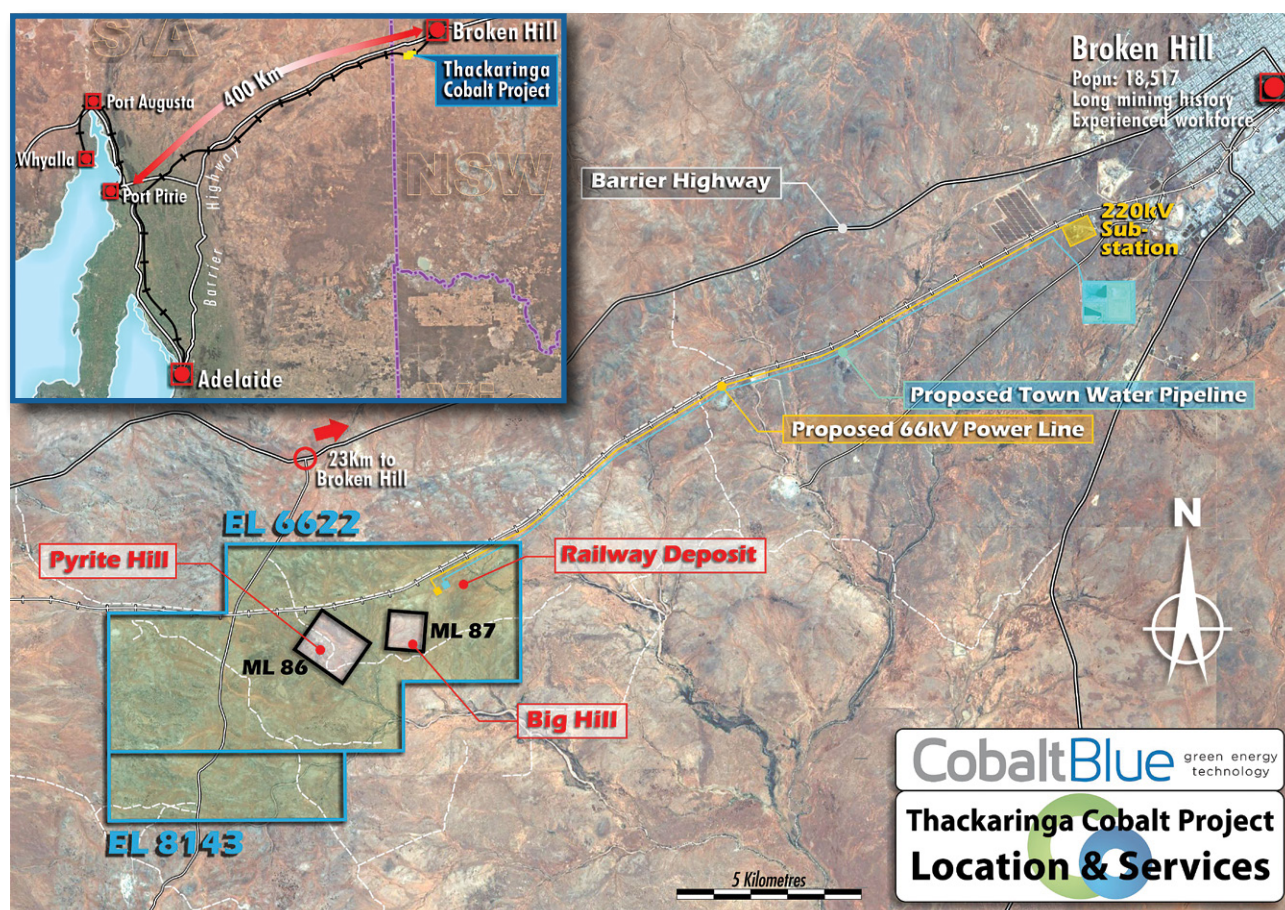 SA
Broken Hill
Thackaringa
Cobalt Project
400 Km
Port Augusta
Whyalla
Port Pirie
NSW
Barrier Highway
Adelaide
Broken Hill
Popn: 18,517
Long mining history
Experienced workforce
Barrier Highway
220kV
Sub-
station
Proposed Town Water Pipeline
Proposed 66kV Power Line
23Km to
Broken Hill
EL 6622
Pyrite Hill
Railway Deposit
ML 86
ML 87
Big Hill
EL 8143
N
CobaltBlue
green energy
technology
Thackaringa Cobalt Project
Location & Services
5 Kilometres